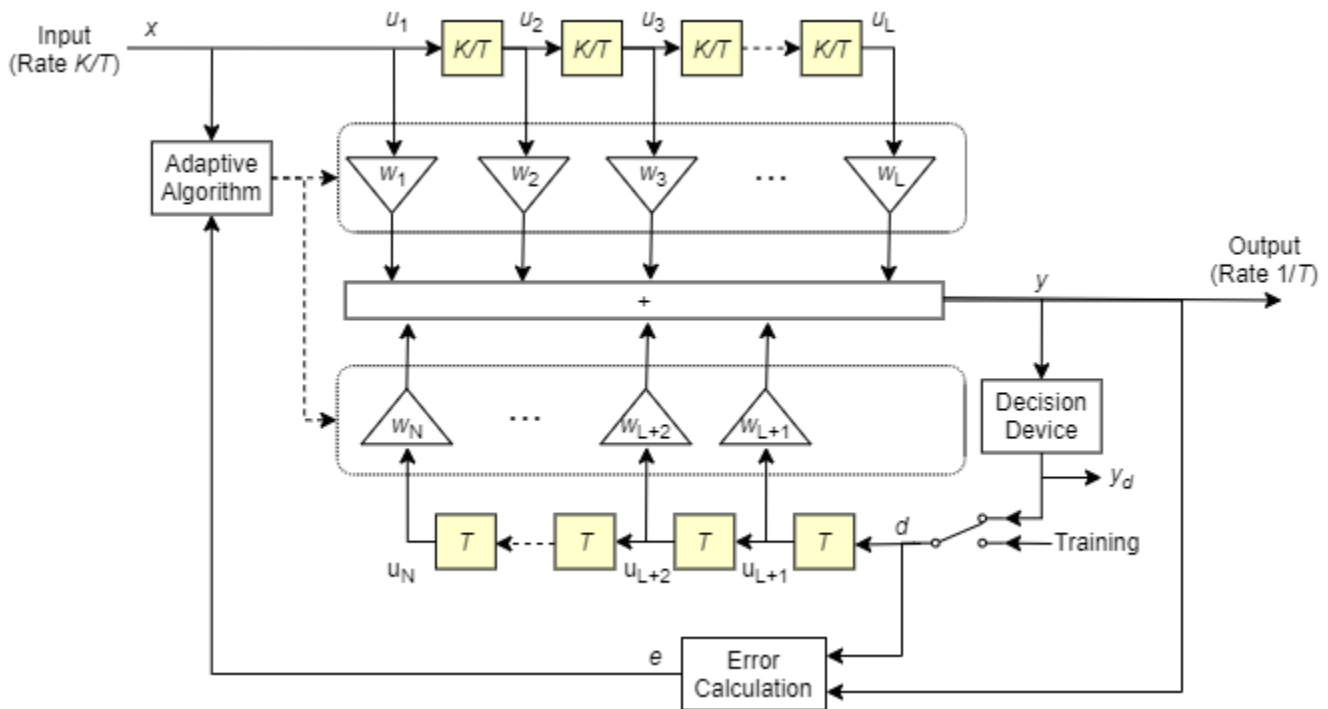 Input
(Rate K/T)
x
u1
u2
u3
uL
K/T
K/T
K/T
K/T
Adaptive
Algorithm
w1
w2
w3
...
wL
+
y
Output
(Rate 1/T)
wN
...
wL+2
wL+1
Decision
Device
yd
T
T
T
T
d
Training
uN
uL+2
uL+1
e
Error
Calculation